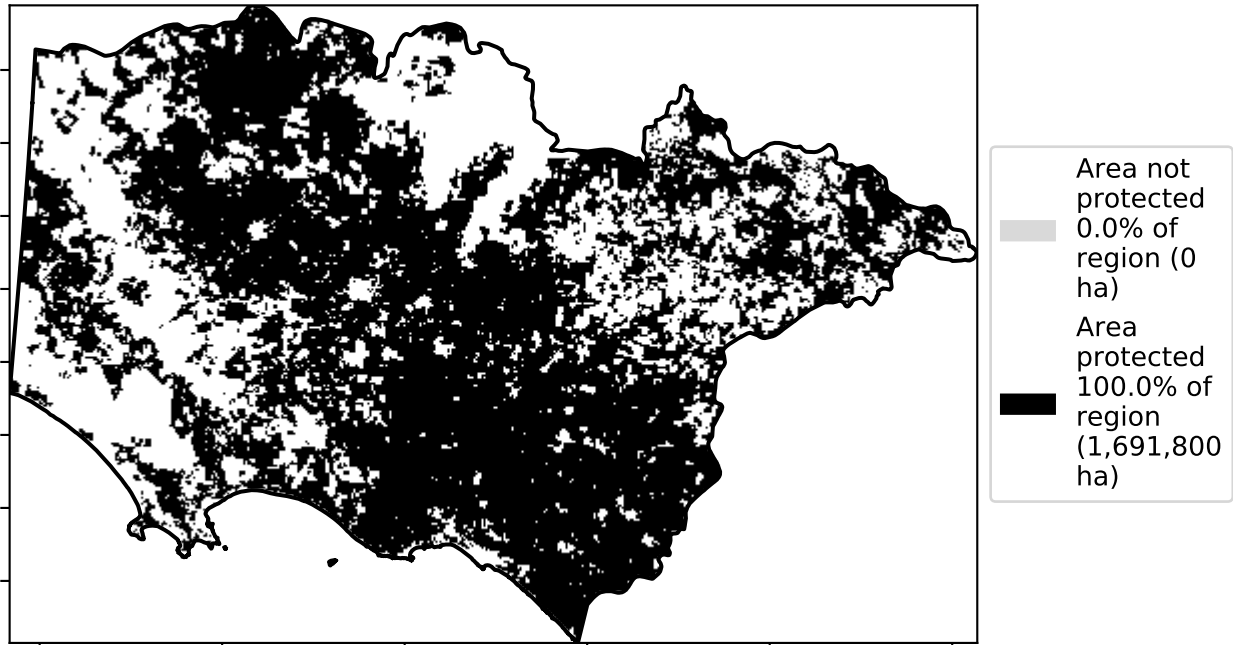 Area not
protected
0.0% of
region (0
ha)
Area
protected
100.0% of
region
(1,691,800
ha)